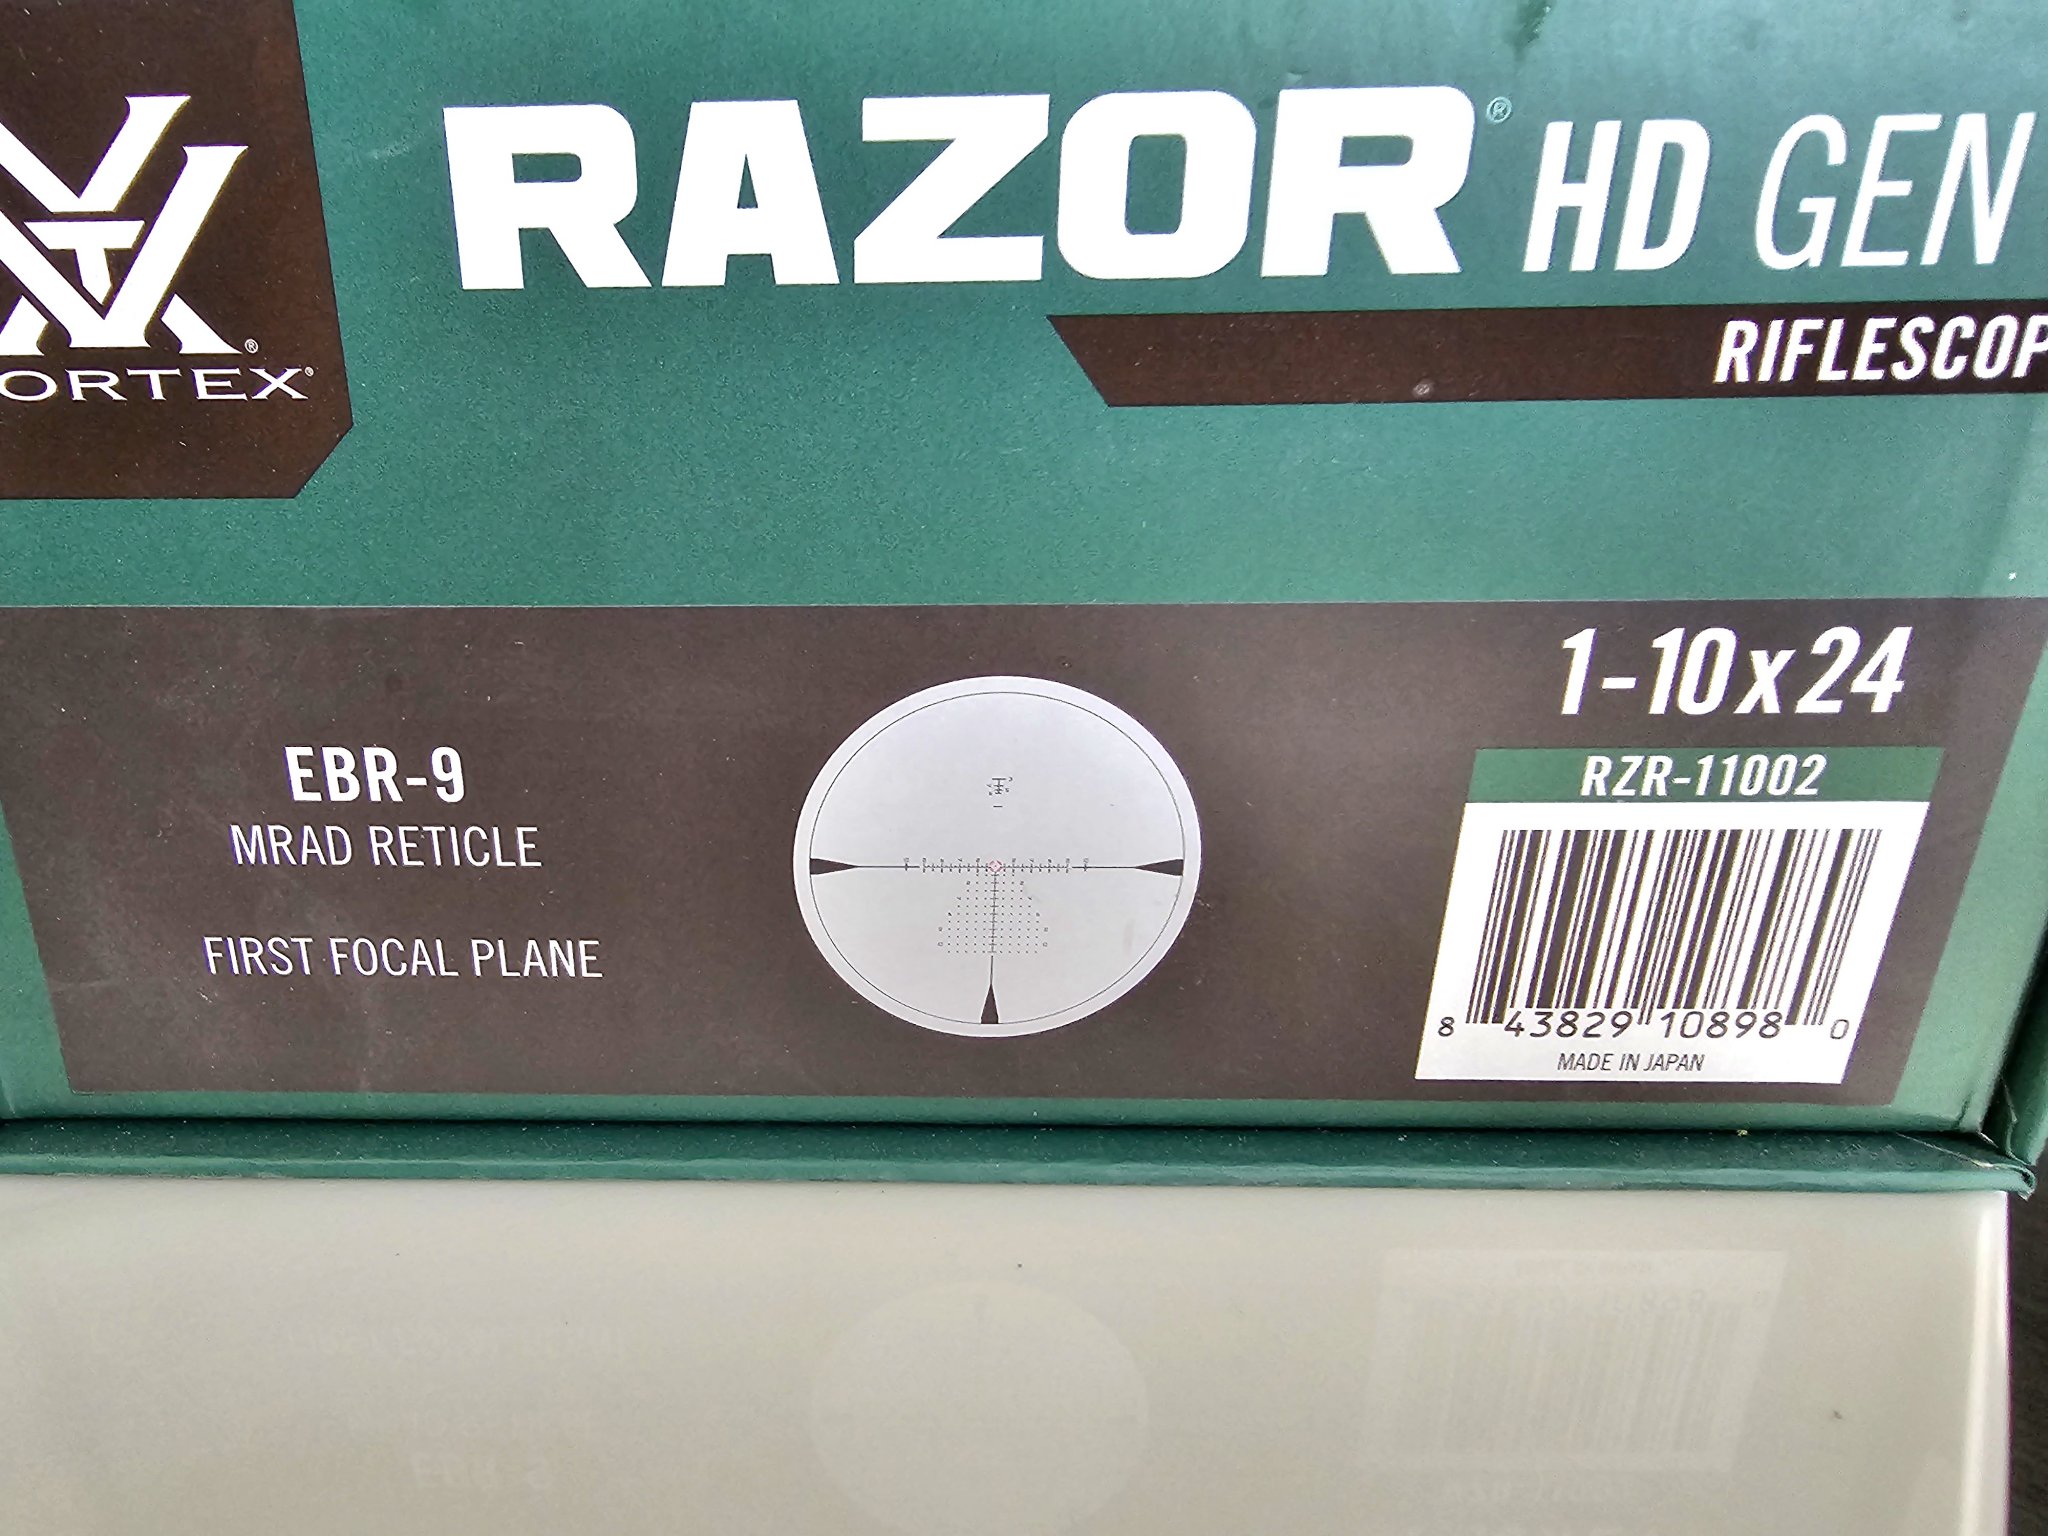 VT
ORTEX®
RAZOR® HD GEN
RIFLESCOP
1-10x24
EBR-9
MRAD RETICLE
FIRST FOCAL PLANE
RZR-11002
8 43829 10898 0
MADE IN JAPAN